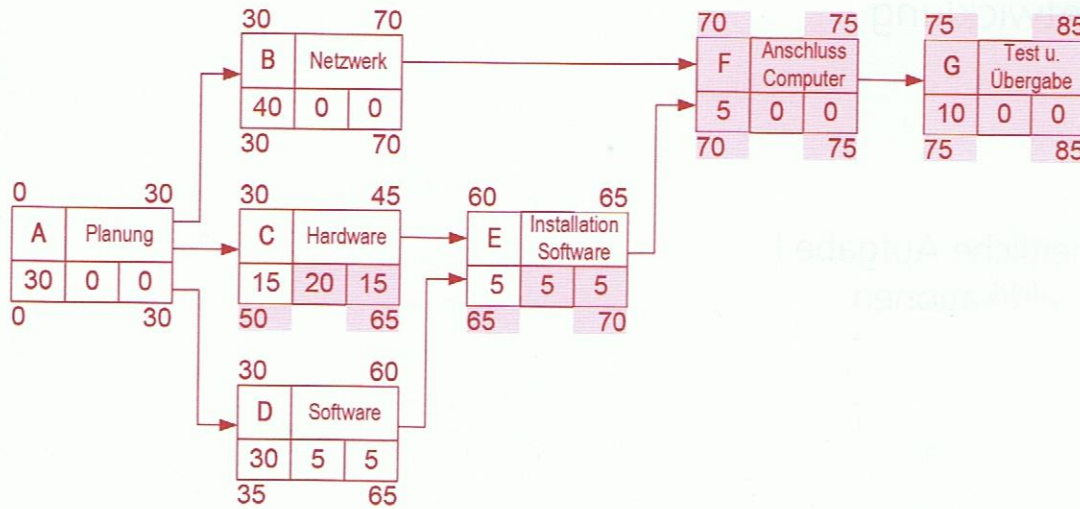 30 70
B Netzwerk
40 0 0
30 70
70 75
F Anschluss
Computer
5 0 0
70 75
75 85
G Test u.
Übergabe
10 0 0
75 85
0 30
A Planung
30 0 0
0 30
30 45
C Hardware
15 20 15
50 65
60 65
E Installation
Software
5 5 5
65 70
30 60
D Software
30 5 5
35 65